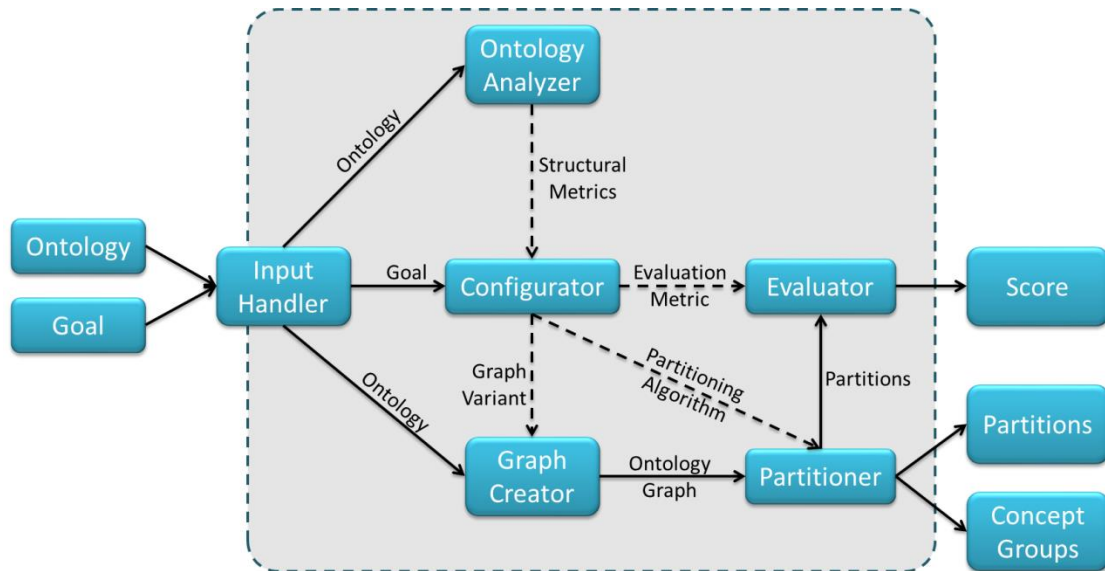 Ontology
Analyzer
Ontology
Structural
Metrics
Ontology
Goal
Input
Handler
Goal
Configurator
Evaluation
Metric
Evaluator
Score
Graph
Variant
Partitioning
Algorithm
Partitions
Ontology
Graph
Creator
Ontology
Graph
Partitioner
Partitions
Concept
Groups